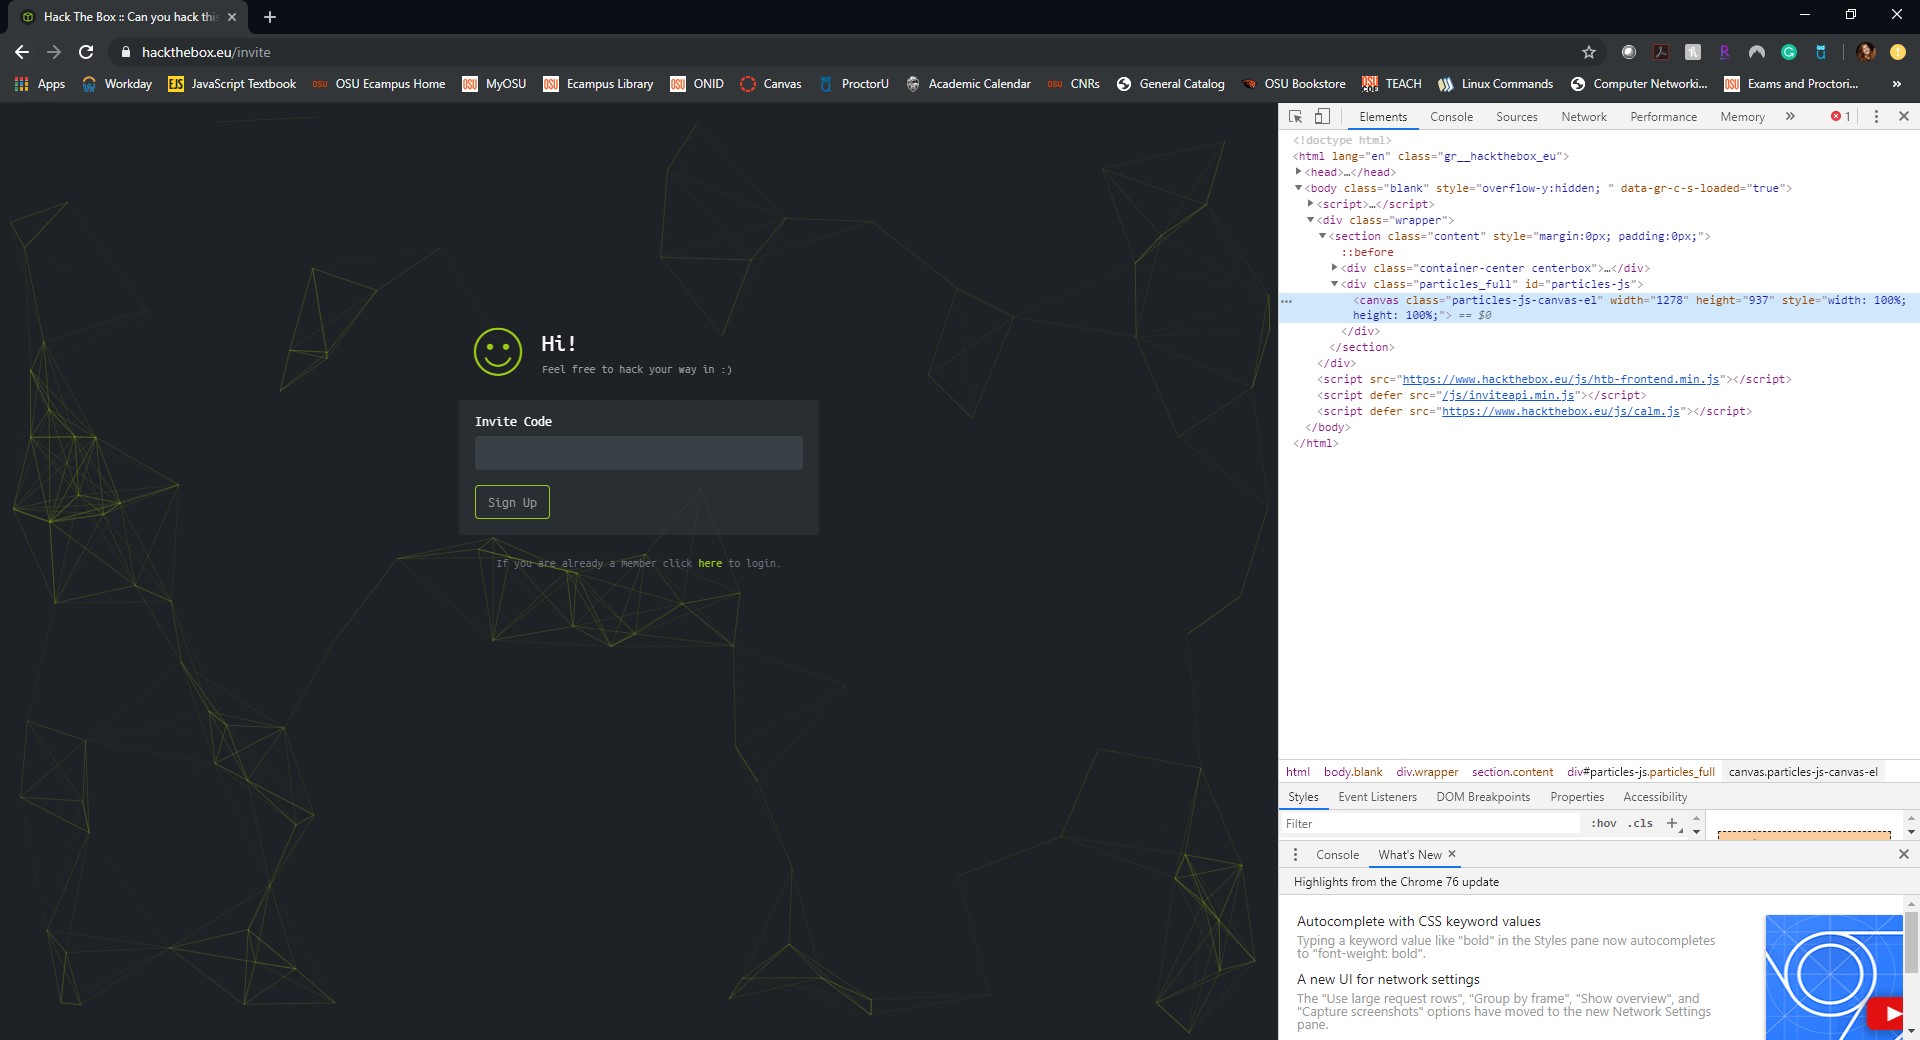 Hack The Box :: Can you hack this
hackthebox.eu/invite
Apps Workday JavaScript Textbook OSU Ecampus Home MyOSU Ecampus Library ONID Canvas ProctorU Academic Calendar CNRs General Catalog OSU Bookstore TEACH Linux Commands Computer Networki... Exams and Proctori... »
Elements Console Sources Network Performance Memory » 1
<!doctype html>
<html lang="en" class="gr__hackthebox_eu">
<head>…</head>
<body class="blank" style="overflow-y:hidden; " data-gr-c-s-loaded="true">
<script>…</script>
<div class="wrapper">
<section class="content" style="margin:0px; padding:0px;">
::before
<div class="container-center centerbox">…</div>
<div class="particles_full" id="particles-js">
<canvas class="particles-js-canvas-el" width="1278" height="937" style="width: 100%;
height: 100%;"> == $0
</div>
</section>
</div>
<script src="https://www.hackthebox.eu/js/htb-frontend.min.js"></script>
<script defer src="/js/inviteapi.min.js"></script>
<script defer src="https://www.hackthebox.eu/js/calm.js"></script>
</body>
</html>
Hi!
Feel free to hack your way in :)
Invite Code
Sign Up
If you are already a member click here to login.
html body.blank div.wrapper section.content div#particles-js.particles_full canvas.particles-js-canvas-el
Styles Event Listeners DOM Breakpoints Properties Accessibility
Filter :hov .cls +
Console What's New ×
Highlights from the Chrome 76 update
Autocomplete with CSS keyword values
Typing a keyword value like "bold" in the Styles pane now autocompletes
to "font-weight: bold".
A new UI for network settings
The "Use large request rows", "Group by frame", "Show overview", and
"Capture screenshots" options have moved to the new Network Settings
pane.